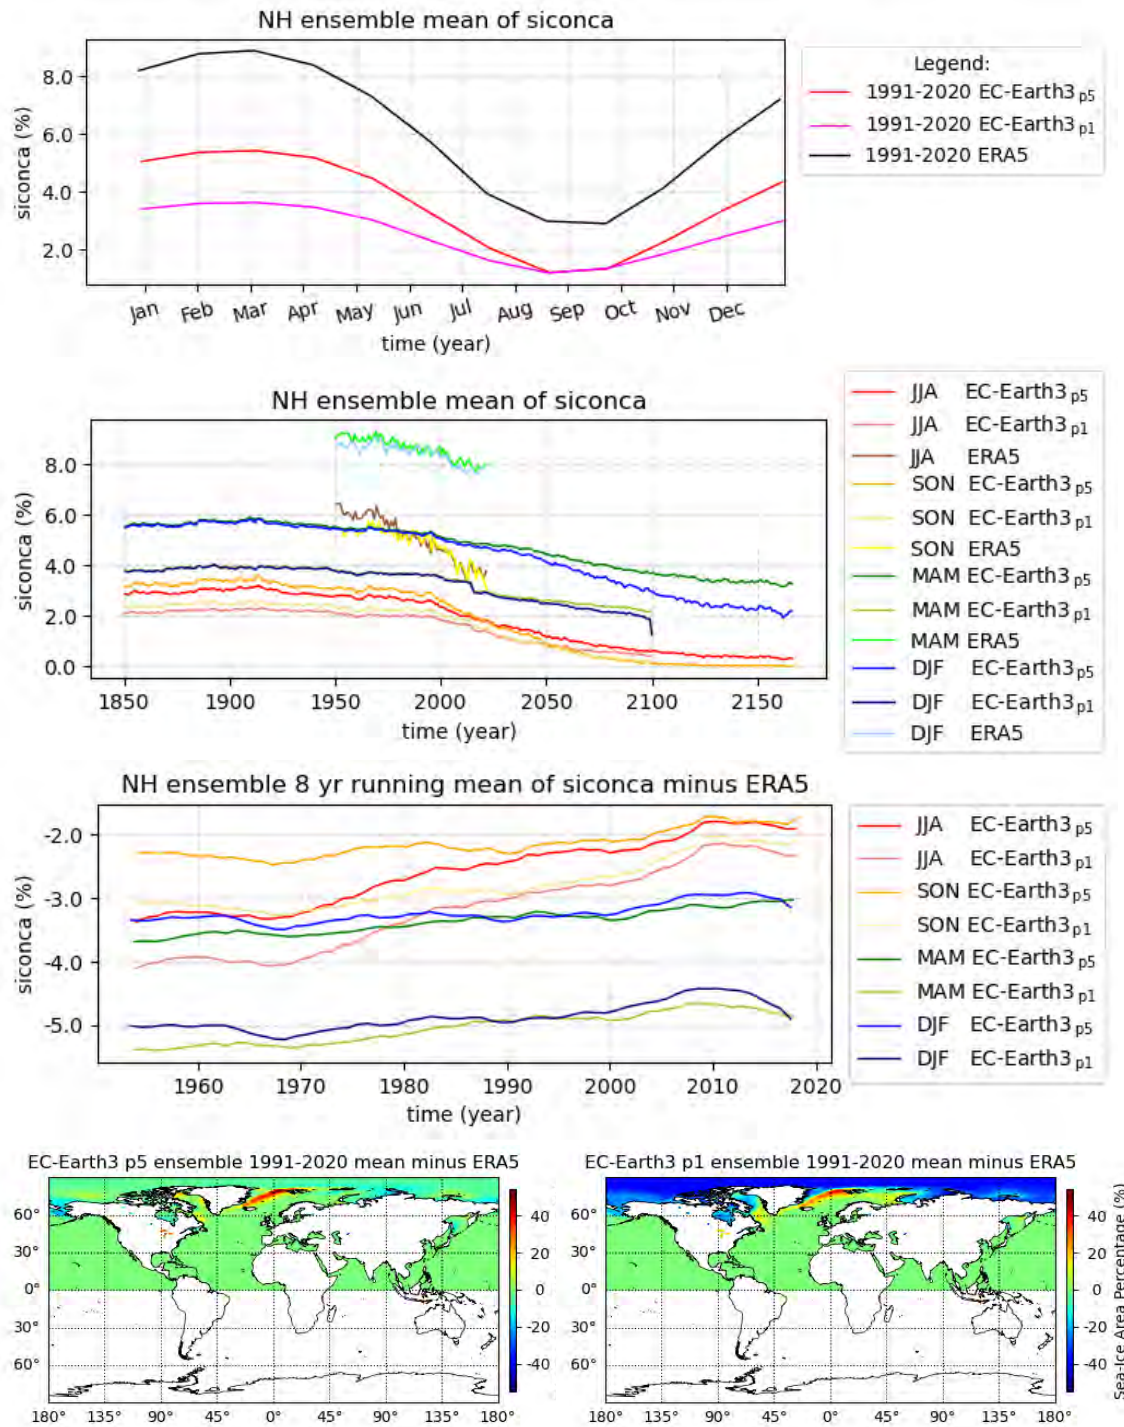 NH ensemble mean of siconca
8.0
6.0
4.0
2.0
siconca (%)
Jan Feb Mar Apr May Jun Jul Aug Sep Oct Nov Dec
time (year)
Legend:
1991-2020 EC-Earth3 p5
1991-2020 EC-Earth3 p1
1991-2020 ERA5
NH ensemble mean of siconca
8.0
6.0
4.0
2.0
0.0
siconca (%)
1850 1900 1950 2000 2050 2100 2150
time (year)
JJA EC-Earth3 p5
JJA EC-Earth3 p1
JJA ERA5
SON EC-Earth3 p5
SON EC-Earth3 p1
SON ERA5
MAM EC-Earth3 p5
MAM EC-Earth3 p1
MAM ERA5
DJF EC-Earth3 p5
DJF EC-Earth3 p1
DJF ERA5
NH ensemble 8 yr running mean of siconca minus ERA5
-2.0
-3.0
-4.0
-5.0
siconca (%)
1960 1970 1980 1990 2000 2010 2020
time (year)
JJA EC-Earth3 p5
JJA EC-Earth3 p1
SON EC-Earth3 p5
SON EC-Earth3 p1
MAM EC-Earth3 p5
MAM EC-Earth3 p1
DJF EC-Earth3 p5
DJF EC-Earth3 p1
EC-Earth3 p5 ensemble 1991-2020 mean minus ERA5
60°
30°
0°
30°
60°
180° 135° 90° 45° 0° 45° 90° 135° 180°
40
20
0
-20
-40
EC-Earth3 p1 ensemble 1991-2020 mean minus ERA5
60°
30°
0°
30°
60°
180° 135° 90° 45° 0° 45° 90° 135° 180°
40
20
0
-20
-40
Sea-Ice Area Percentage (%)